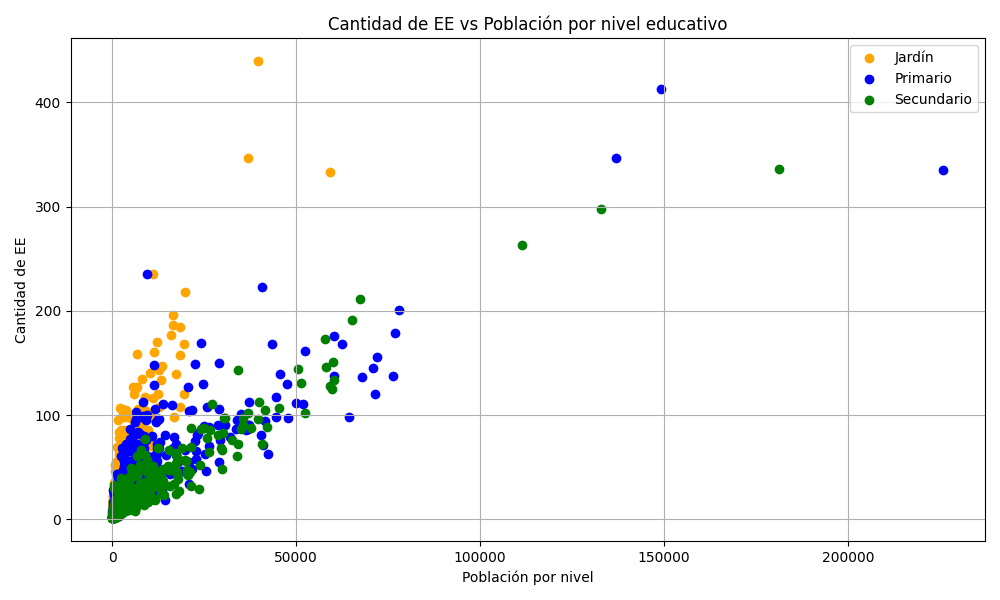 Cantidad de EE vs Población por nivel educativo
Jardín
Primario
Secundario
Cantidad de EE
400
300
200
100
0
0 50000 100000 150000 200000
Población por nivel